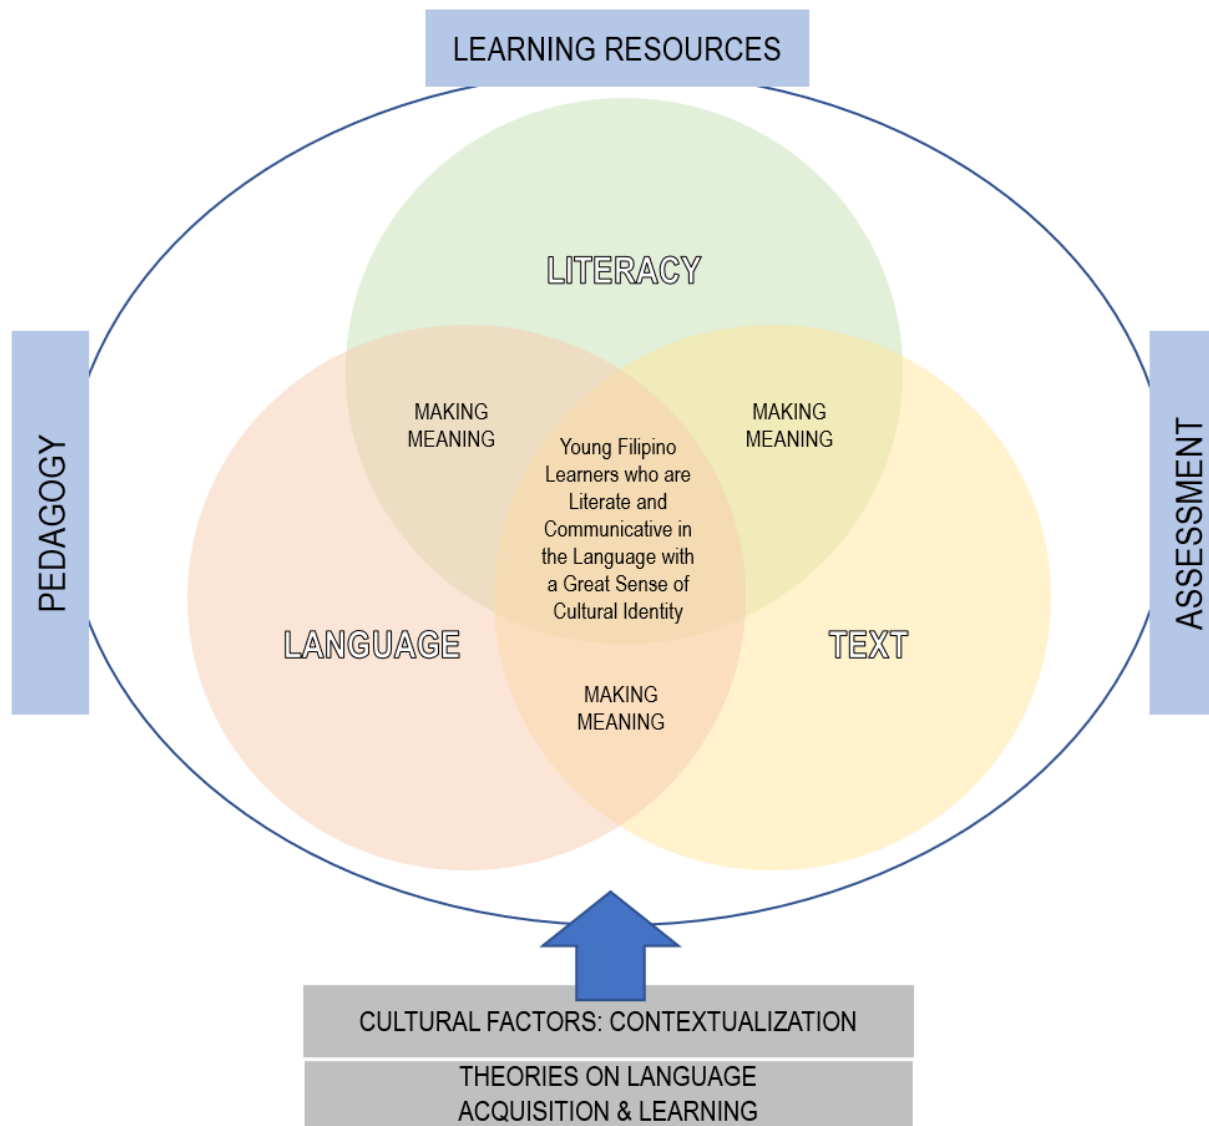 LEARNING RESOURCES
LITERACY
PEDAGOGY
MAKING
MEANING
MAKING
MEANING
Young Filipino
Learners who are
Literate and
Communicative in
the Language with
a Great Sense of
Cultural Identity
ASSESSMENT
LANGUAGE
TEXT
MAKING
MEANING
CULTURAL FACTORS: CONTEXTUALIZATION
THEORIES ON LANGUAGE
ACQUISITION & LEARNING